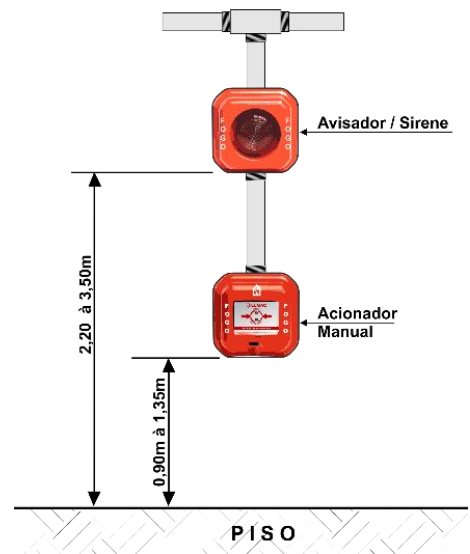 FOGO
FOGO
Avisador / Sirene
2,20 à 3,50m
FOGO
FOGO
Acionador
Manual
0,90m à 1,35m
PISO